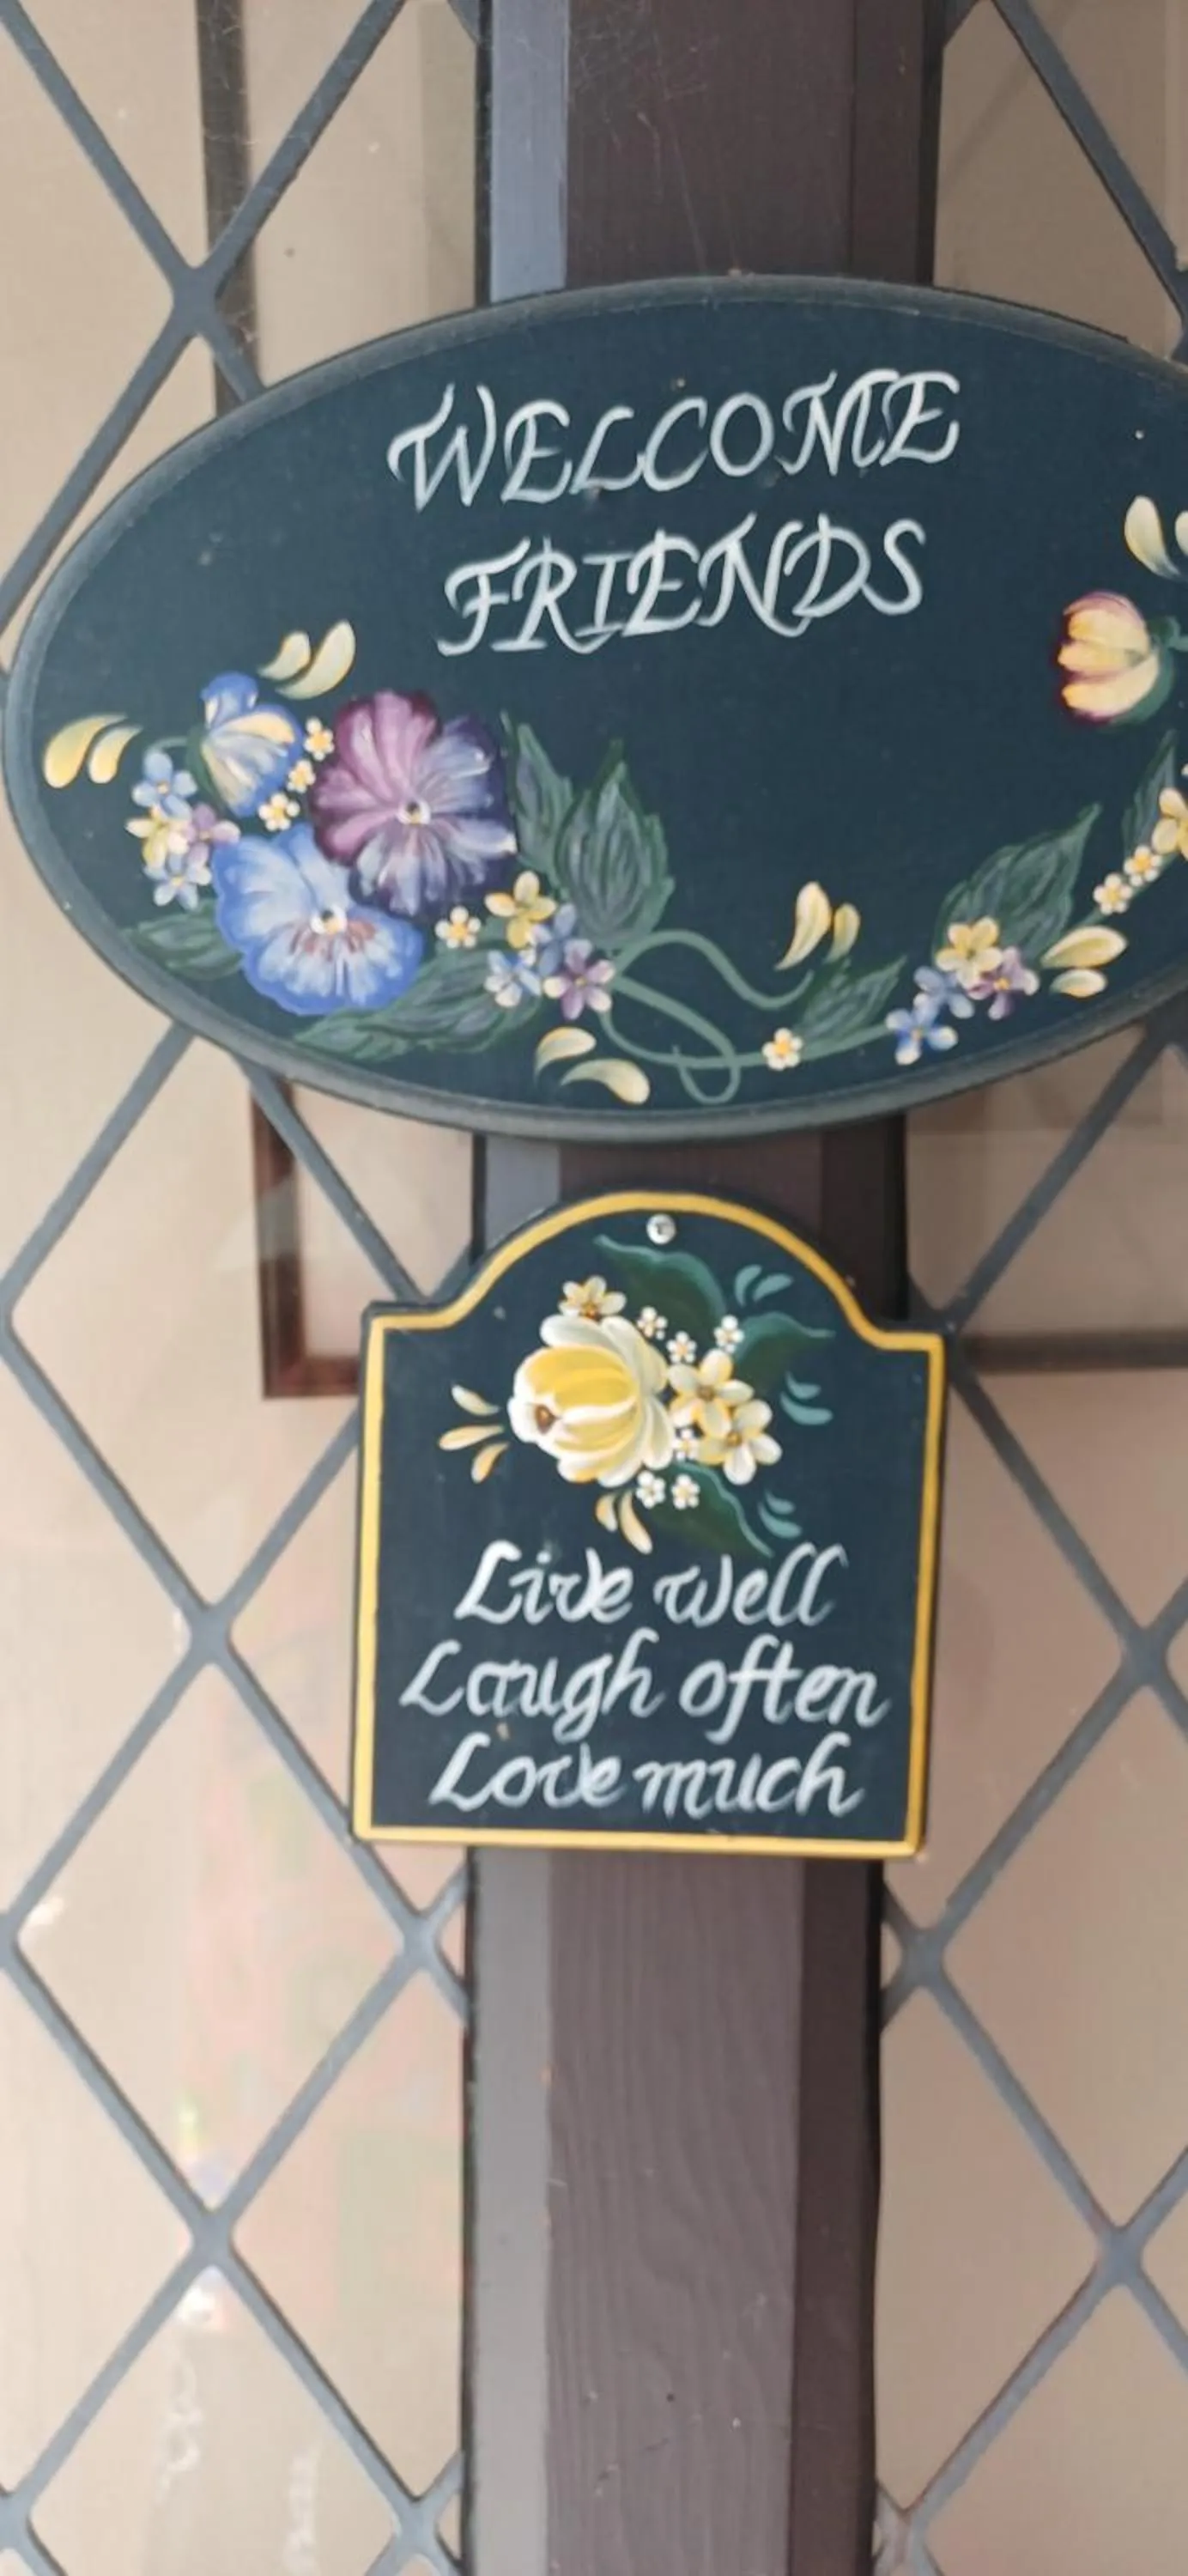 WELCOME
FRIENDS
Live well
Laugh often
Love much